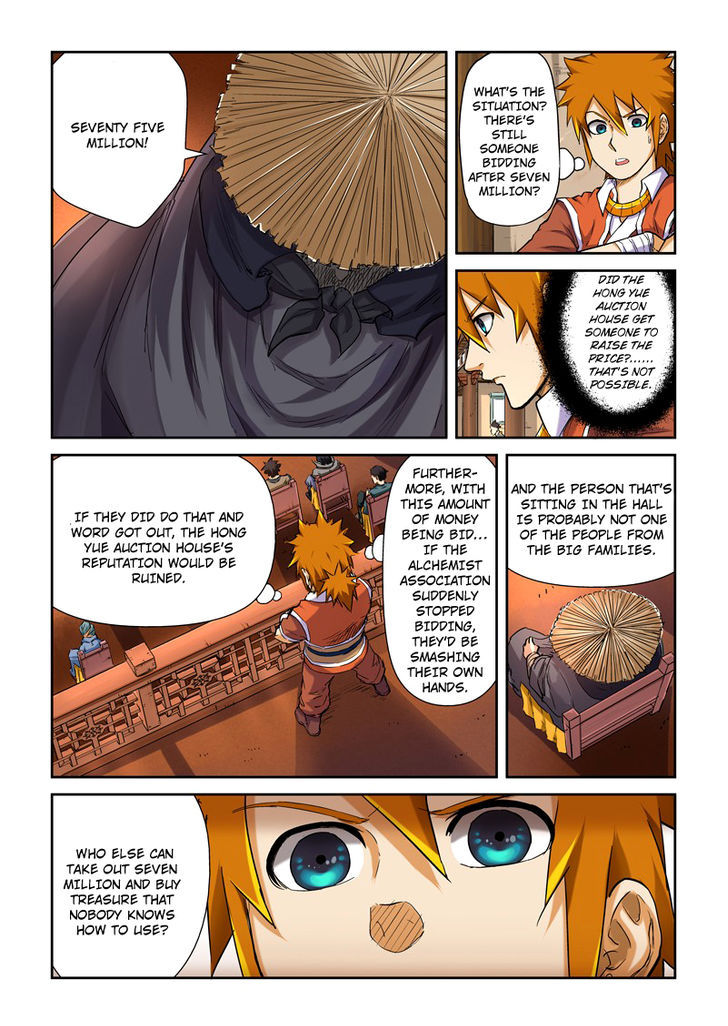 SEVENTY FIVE
MILLION!
WHAT'S THE
SITUATION?
THERE'S
STILL
SOMEONE
BIDDING
AFTER SEVEN
MILLION?
DID THE
HONG YUE
AUCTION
HOUSE GET
SOMEONE TO
RAISE THE
PRICE?......
THAT'S NOT
POSSIBLE.
IF THEY DID DO THAT AND
WORD GOT OUT, THE HONG
YUE AUCTION HOUSE'S
REPUTATION WOULD BE
RUINED.
FURTHER-
MORE, WITH
THIS AMOUNT
OF MONEY
BEING BID...
IF THE
ALCHEMIST
ASSOCIATION
SUDDENLY
STOPPED
BIDDING,
THEY'D BE
SMASHING
THEIR OWN
HANDS.
AND THE PERSON THAT'S
SITTING IN THE HALL
IS PROBABLY NOT ONE
OF THE PEOPLE FROM
THE BIG FAMILIES.
WHO ELSE CAN
TAKE OUT SEVEN
MILLION AND BUY
TREASURE THAT
NOBODY KNOWS
HOW TO USE?